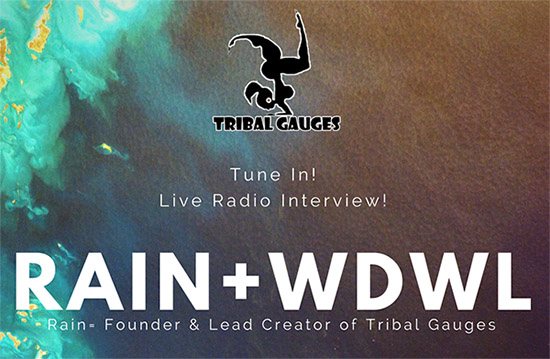 TRIBAL GAUGES
Tune In!
Live Radio Interview!
RAIN+WDWL
Rain= Founder & Lead Creator of Tribal Gauges